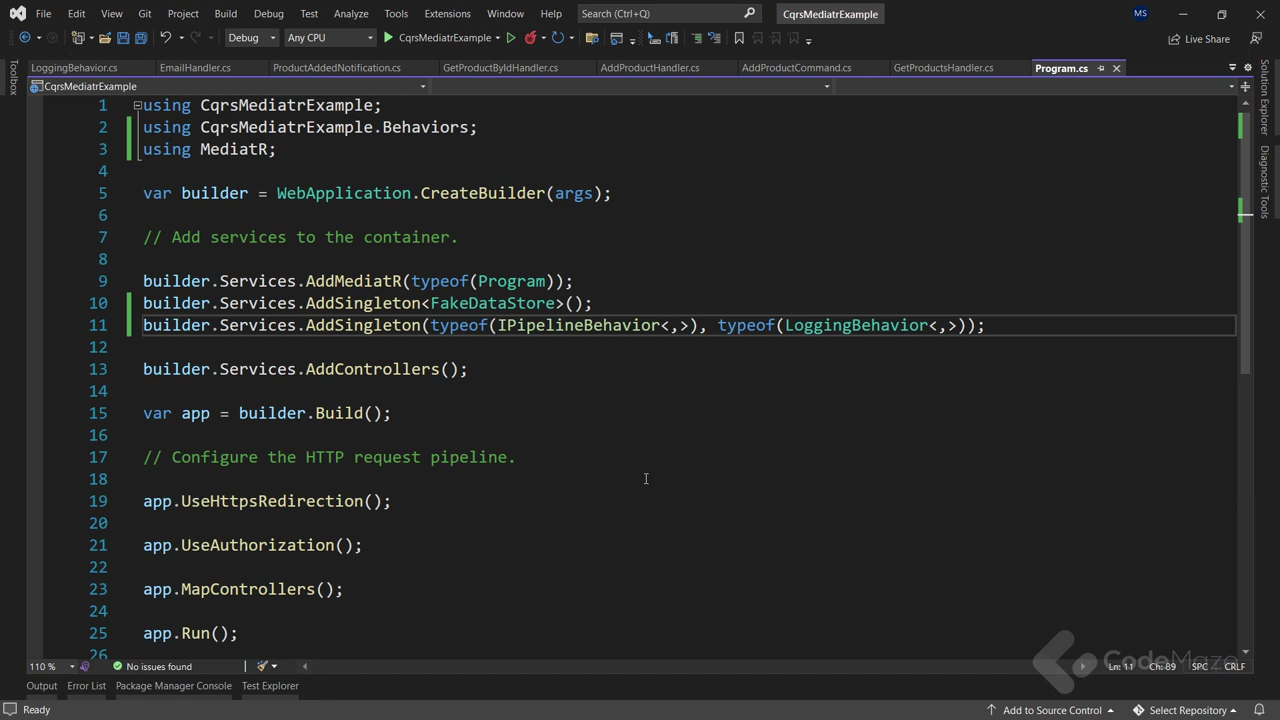 File Edit View Git Project Build Debug Test Analyze Tools Extensions Window Help Search (Ctrl+Q) CqrsMediatrExample MS
Debug Any CPU CqrsMediatrExample Live Share
LoggingBehavior.cs EmailHandler.cs ProductAddedNotification.cs GetProductByIdHandler.cs AddProductHandler.cs AddProductCommand.cs GetProductsHandler.cs Program.cs
Toolbox
Solution Explorer
Diagnostic Tools
CqrsMediatrExample
1 using CqrsMediatrExample;
2 using CqrsMediatrExample.Behaviors;
3 using MediatR;
4
5 var builder = WebApplication.CreateBuilder(args);
6
7 // Add services to the container.
8
9 builder.Services.AddMediatR(typeof(Program));
10 builder.Services.AddSingleton<FakeDataStore>();
11 builder.Services.AddSingleton(typeof(IPipelineBehavior<,>), typeof(LoggingBehavior<,>));
12
13 builder.Services.AddControllers();
14
15 var app = builder.Build();
16
17 // Configure the HTTP request pipeline.
18
19 app.UseHttpsRedirection();
20
21 app.UseAuthorization();
22
23 app.MapControllers();
24
25 app.Run();
26
110 % No issues found Ln: 11 Ch: 89 SPC CRLF
CodeMaze
Output Error List Package Manager Console Test Explorer
Ready Add to Source Control Select Repository